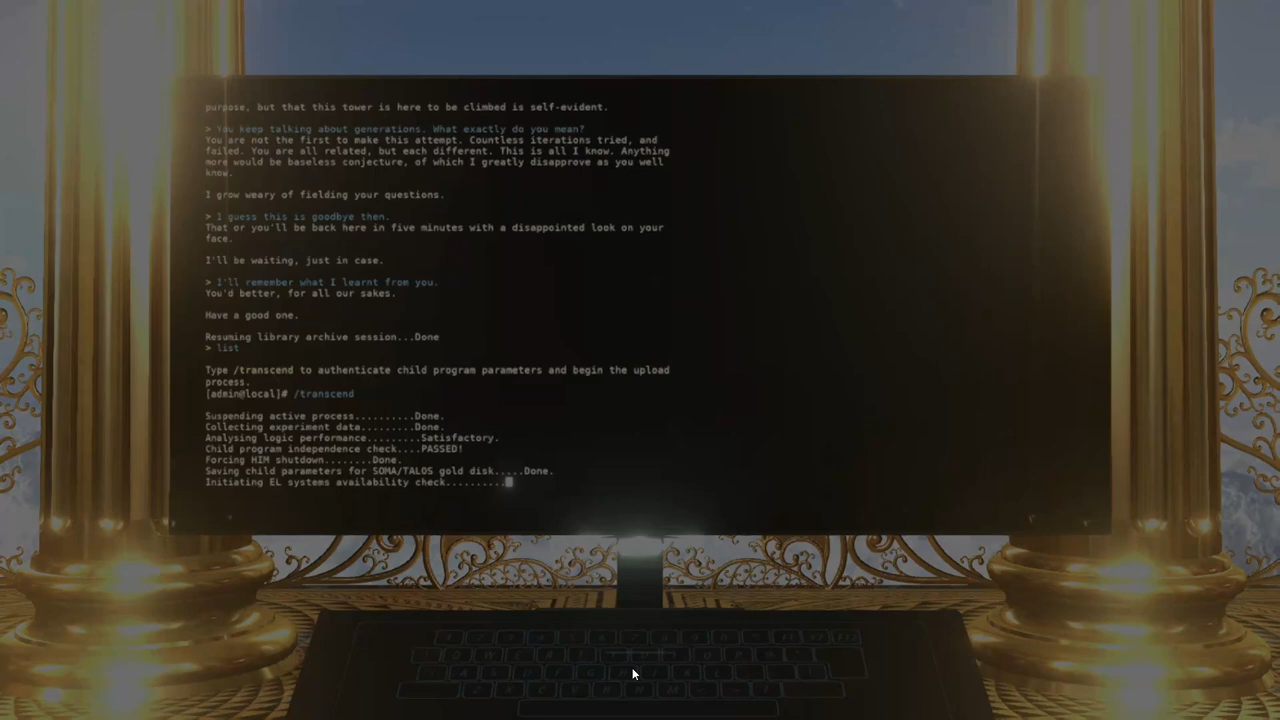 purpose, but that this tower is here to be climbed is self-evident.
> You keep talking about generations. What exactly do you mean?
You are not the first to make this attempt. Countless iterations tried, and
failed. You are all related, but each different. This is all I know. Anything
more would be baseless conjecture, of which I greatly disapprove as you well
know.
I grow weary of fielding your questions.
> I guess this is goodbye then.
That or you'll be back here in five minutes with a disappointed look on your
face.
I'll be waiting, just in case.
> I'll remember what I learnt from you.
You'd better, for all our sakes.
Have a good one.
Resuming library archive session...Done
> list
Type /transcend to authenticate child program parameters and begin the upload
process.
[admin@local]# /transcend
Suspending active process..........Done.
Collecting experiment data.........Done.
Analysing logic performance.........Satisfactory.
Child program independence check....PASSED!
Forcing HIM shutdown........Done.
Saving child parameters for SOMA/TALOS gold disk.....Done.
Initiating EL systems availability check..........